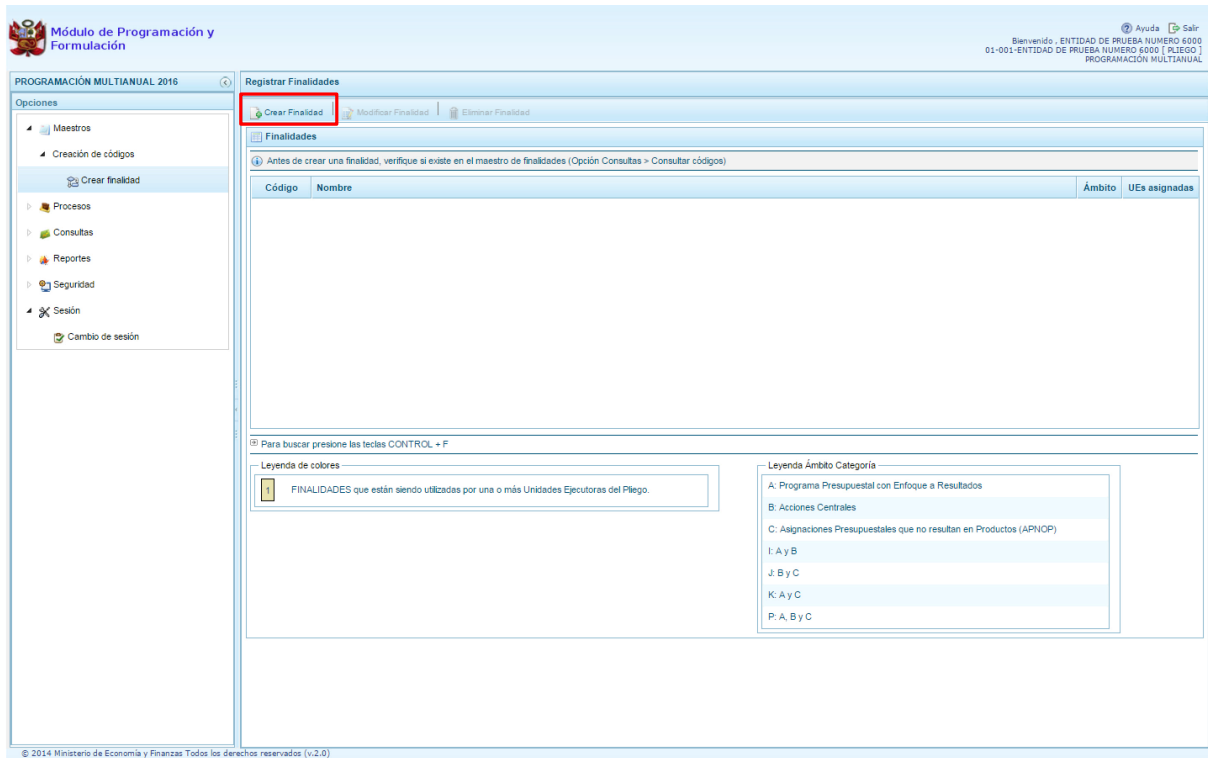 Módulo de Programación y
Formulación
Ayuda Salir
Bienvenido , ENTIDAD DE PRUEBA NUMERO 6000
01-001-ENTIDAD DE PRUEBA NUMERO 6000 [ PLIEGO ]
PROGRAMACIÓN MULTIANUAL
PROGRAMACIÓN MULTIANUAL 2016
Opciones
Maestros
Creación de códigos
Crear finalidad
Procesos
Consultas
Reportes
Seguridad
Sesión
Cambio de sesión
Registrar Finalidades
Crear Finalidad Modificar Finalidad Eliminar Finalidad
Finalidades
Antes de crear una finalidad, verifique si existe en el maestro de finalidades (Opción Consultas > Consultar códigos)
Código Nombre Ámbito UEs asignadas
Para buscar presione las teclas CONTROL + F
Leyenda de colores
1 FINALIDADES que están siendo utilizadas por una o más Unidades Ejecutoras del Pliego.
Leyenda Ámbito Categoría
A: Programa Presupuestal con Enfoque a Resultados
B: Acciones Centrales
C: Asignaciones Presupuestales que no resultan en Productos (APNOP)
I: A y B
J: B y C
K: A y C
P: A, B y C
© 2014 Ministerio de Economía y Finanzas Todos los derechos reservados (v.2.0)